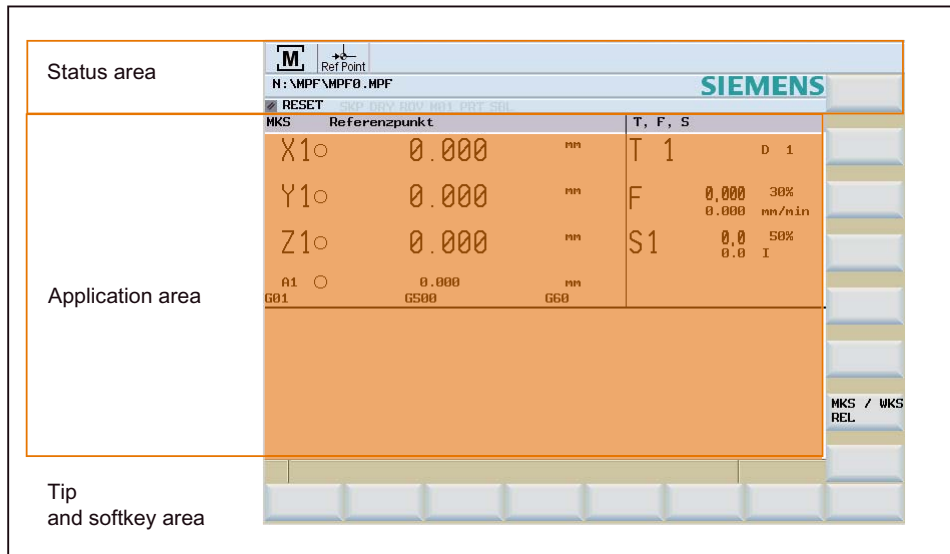 Status area
M
Ref Point
N:\MPF\MPF0.MPF
SIEMENS
RESET SKP DRY ROV M01 PRT SBL
MKS Referenzpunkt T, F, S
X1 0.000 mm T 1 D 1
Y1 0.000 mm F 0,000 30%
0.000 mm/min
Z1 0.000 mm S1 0,0 50%
0.0 I
Application area
A1 0.000 mm
G01 G500 G60
MKS / WKS
REL
Tip
and softkey area